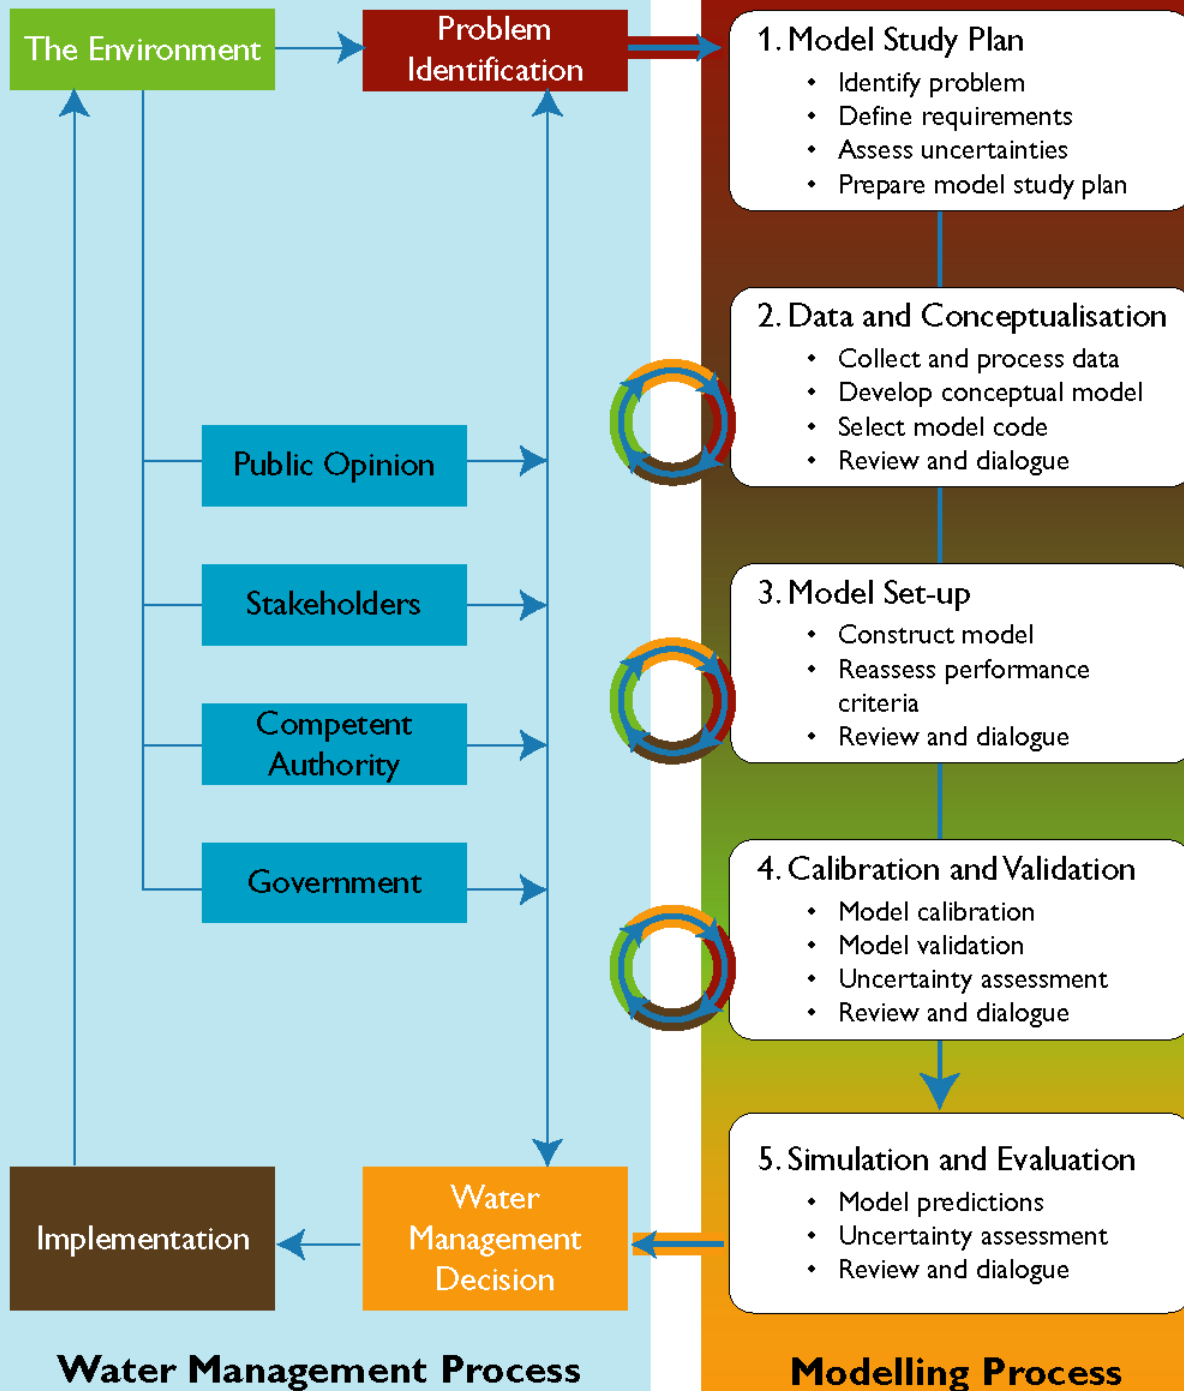 The Environment
Problem
Identification
Public Opinion
Stakeholders
Competent
Authority
Government
Implementation
Water
Management
Decision
Water Management Process
1. Model Study Plan
• Identify problem
• Define requirements
• Assess uncertainties
• Prepare model study plan
2. Data and Conceptualisation
• Collect and process data
• Develop conceptual model
• Select model code
• Review and dialogue
3. Model Set-up
• Construct model
• Reassess performance
criteria
• Review and dialogue
4. Calibration and Validation
• Model calibration
• Model validation
• Uncertainty assessment
• Review and dialogue
5. Simulation and Evaluation
• Model predictions
• Uncertainty assessment
• Review and dialogue
Modelling Process